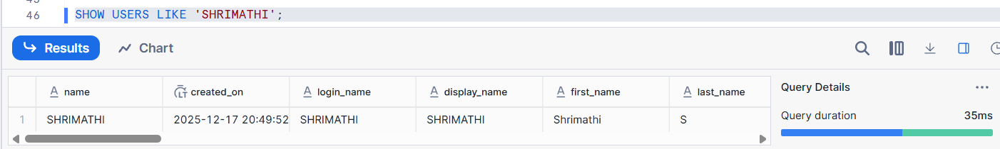 45
46 SHOW USERS LIKE 'SHRIMATHI';
Results Chart
name created_on login_name display_name first_name last_name
1 SHRIMATHI 2025-12-17 20:49:52 SHRIMATHI SHRIMATHI Shrimathi S
Query Details
Query duration 35ms